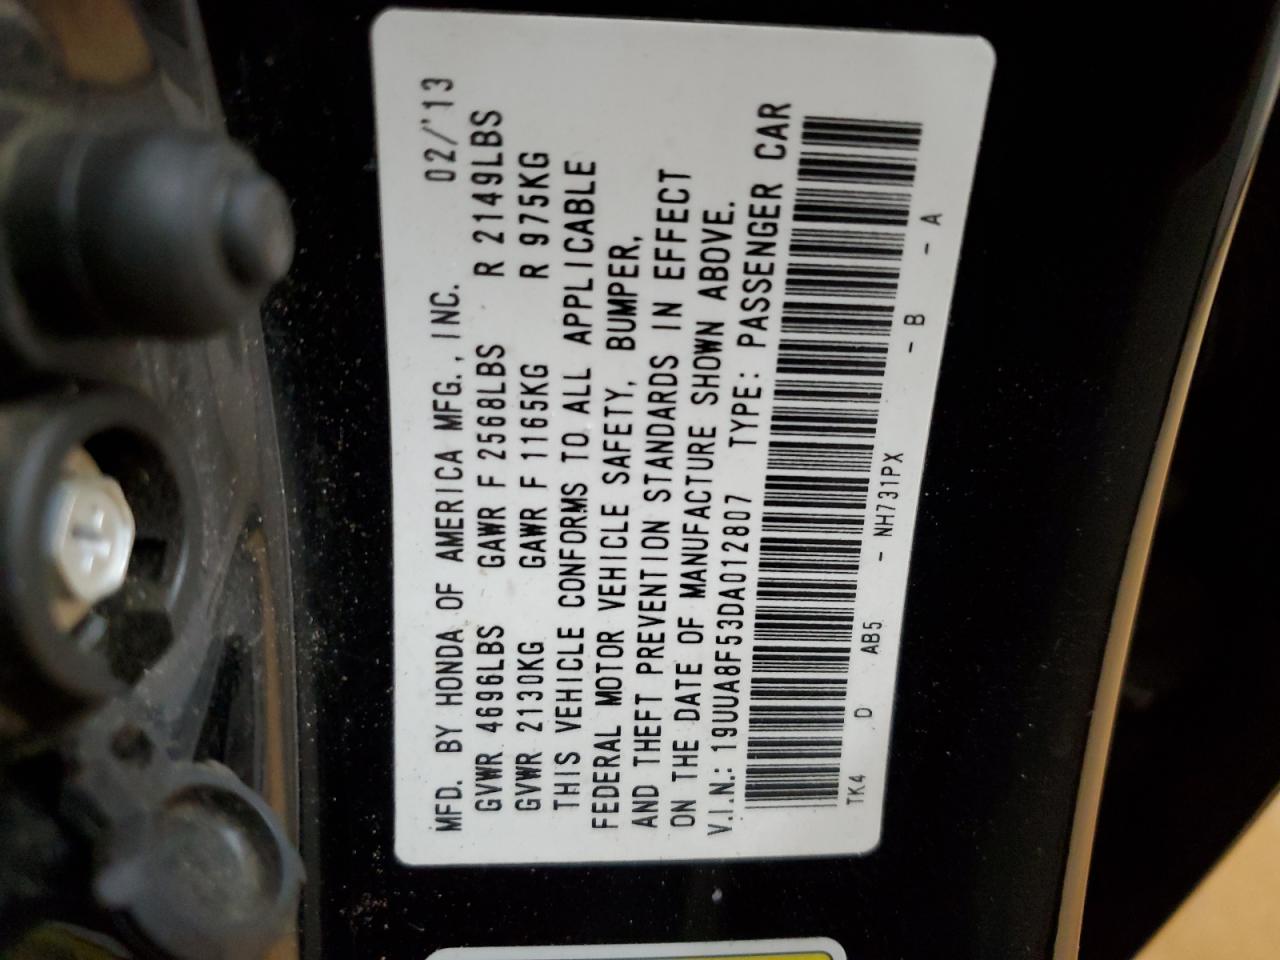 MFD. BY HONDA OF AMERICA MFG., INC. 02/'13
GVWR 4696LBS GAWR F 2568LBS R 2149LBS
GVWR 2130KG GAWR F 1165KG R 975KG
THIS VEHICLE CONFORMS TO ALL APPLICABLE
FEDERAL MOTOR VEHICLE SAFETY, BUMPER,
AND THEFT PREVENTION STANDARDS IN EFFECT
ON THE DATE OF MANUFACTURE SHOWN ABOVE.
V.I.N.: 19UUA8F53DA012807 TYPE: PASSENGER CAR
TK4 D AB5 - NH731PX - B - A